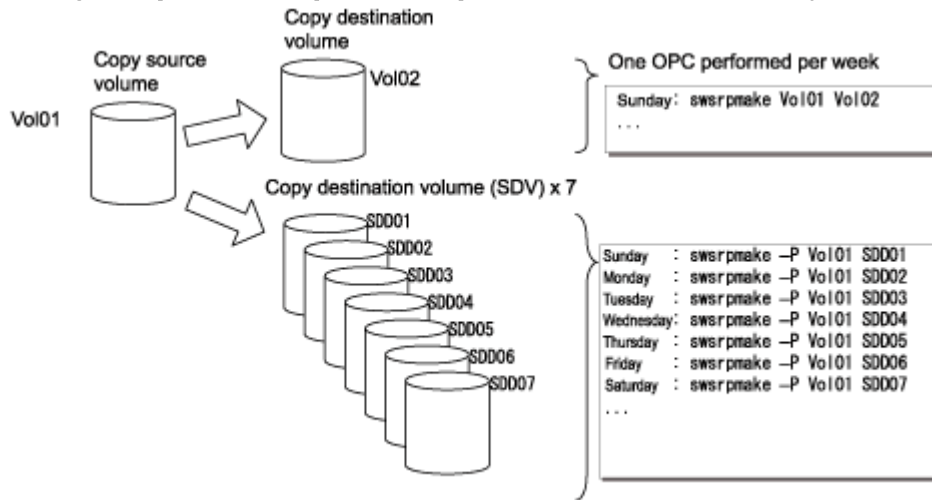 Copy destination
volume
Copy source
volume
Vol01
Vol02
One OPC performed per week
Sunday: swsrpmake Vol01 Vol02
...
Copy destination volume (SDV) x 7
SDD01
SDD02
SDD03
SDD04
SDD05
SDD06
SDD07
Sunday : swsrpmake –P Vol01 SDD01
Monday : swsrpmake –P Vol01 SDD02
Tuesday : swsrpmake –P Vol01 SDD03
Wednesday: swsrpmake –P Vol01 SDD04
Thursday : swsrpmake –P Vol01 SDD05
Friday : swsrpmake –P Vol01 SDD06
Saturday : swsrpmake –P Vol01 SDD07
...